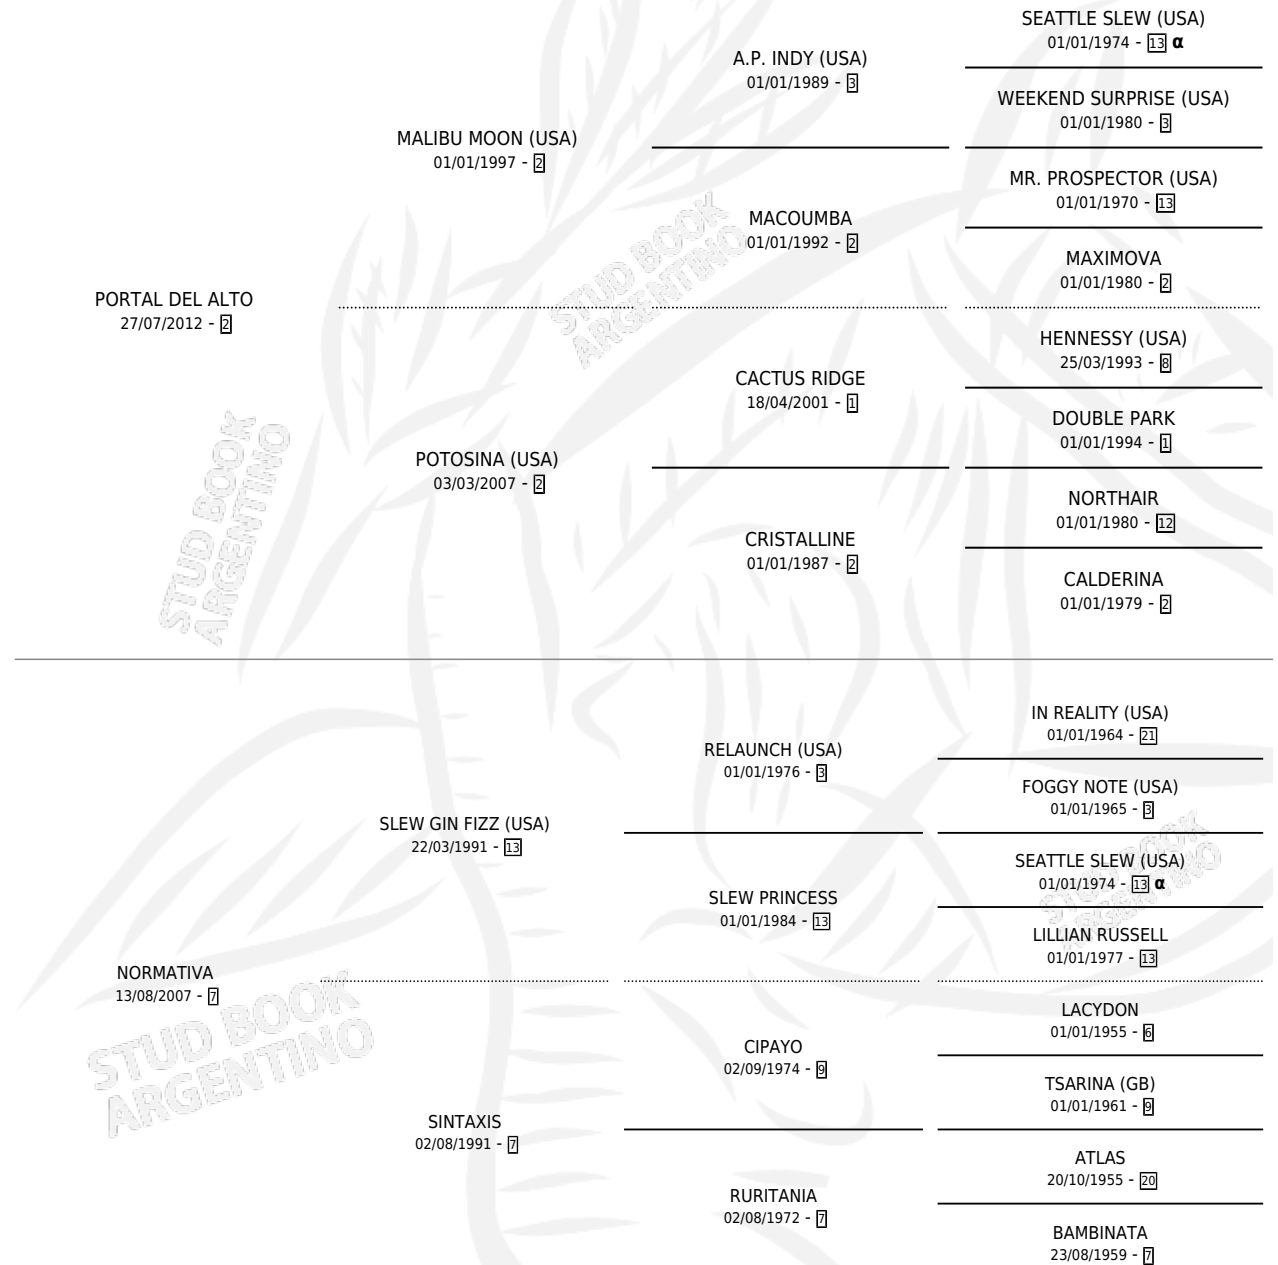 SEATTLE SLEW (USA)
01/01/1974 - 13 α
A.P. INDY (USA)
01/01/1989 - 3
WEEKEND SURPRISE (USA)
01/01/1980 - 3
MALIBU MOON (USA)
01/01/1997 - 2
MR. PROSPECTOR (USA)
01/01/1970 - 13
MACOUMBA
01/01/1992 - 2
MAXIMOVA
01/01/1980 - 2
PORTAL DEL ALTO
27/07/2012 - 2
HENNESSY (USA)
25/03/1993 - 8
CACTUS RIDGE
18/04/2001 - 1
DOUBLE PARK
01/01/1994 - 1
POTOSINA (USA)
03/03/2007 - 2
NORTHAIR
01/01/1980 - 12
CRISTALLINE
01/01/1987 - 2
CALDERINA
01/01/1979 - 2
STUD BOOK
ARGENTINO
STUD BOOK
ARGENTINO
IN REALITY (USA)
01/01/1964 - 21
RELAUNCH (USA)
01/01/1976 - 3
FOGGY NOTE (USA)
01/01/1965 - 3
SLEW GIN FIZZ (USA)
22/03/1991 - 13
SEATTLE SLEW (USA)
01/01/1974 - 13 α
SLEW PRINCESS
01/01/1984 - 13
LILLIAN RUSSELL
01/01/1977 - 13
NORMATIVA
13/08/2007 - 7
LACYDON
01/01/1955 - 6
CIPAYO
02/09/1974 - 9
TSARINA (GB)
01/01/1961 - 9
SINTAXIS
02/08/1991 - 7
ATLAS
20/10/1955 - 20
RURITANIA
02/08/1972 - 7
BAMBINATA
23/08/1959 - 7
STUD BOOK
ARGENTINO
STUD BOOK
ARGENTINO